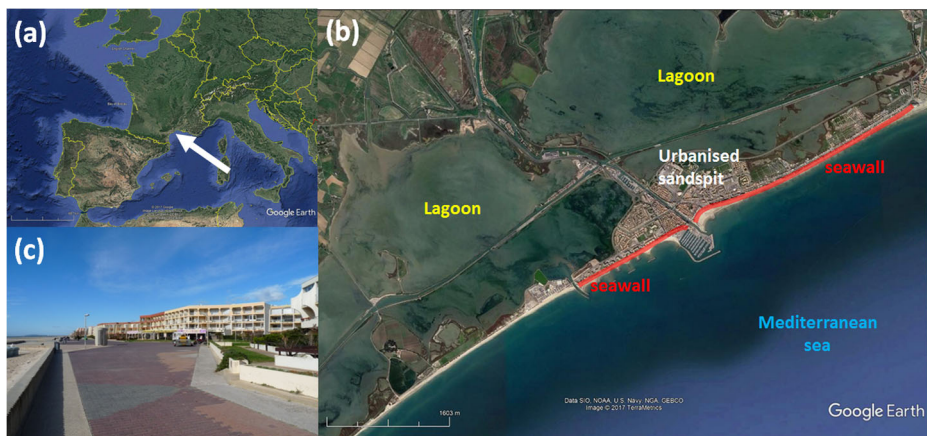 (a)
Google Earth
(b)
Lagoon
Urbanised
sandspit
seawall
Lagoon
seawall
Mediterranean
sea
1603 m
Data SIO, NOAA, U.S. Navy, NGA, GEBCO
Image © 2017 TerraMetrics
Google Earth
(c)